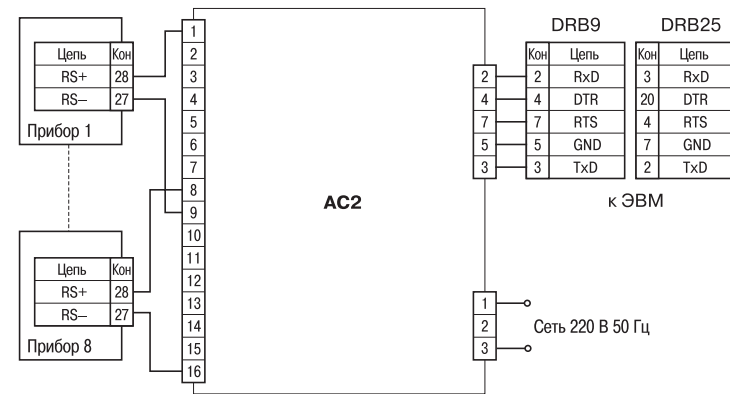 Цепь Кон
RS+ 28
RS– 27
Прибор 1
Цепь Кон
RS+ 28
RS– 27
Прибор 8
1
2
3
4
5
6
7
8
9
10
11
12
13
14
15
16
АС2
2
4
7
5
3
DRB9
Кон Цепь
2 RxD
4 DTR
7 RTS
5 GND
3 TxD
DRB25
Кон Цепь
3 RxD
20 DTR
4 RTS
7 GND
2 TxD
к ЭВМ
1
2
3
Сеть 220 В 50 Гц